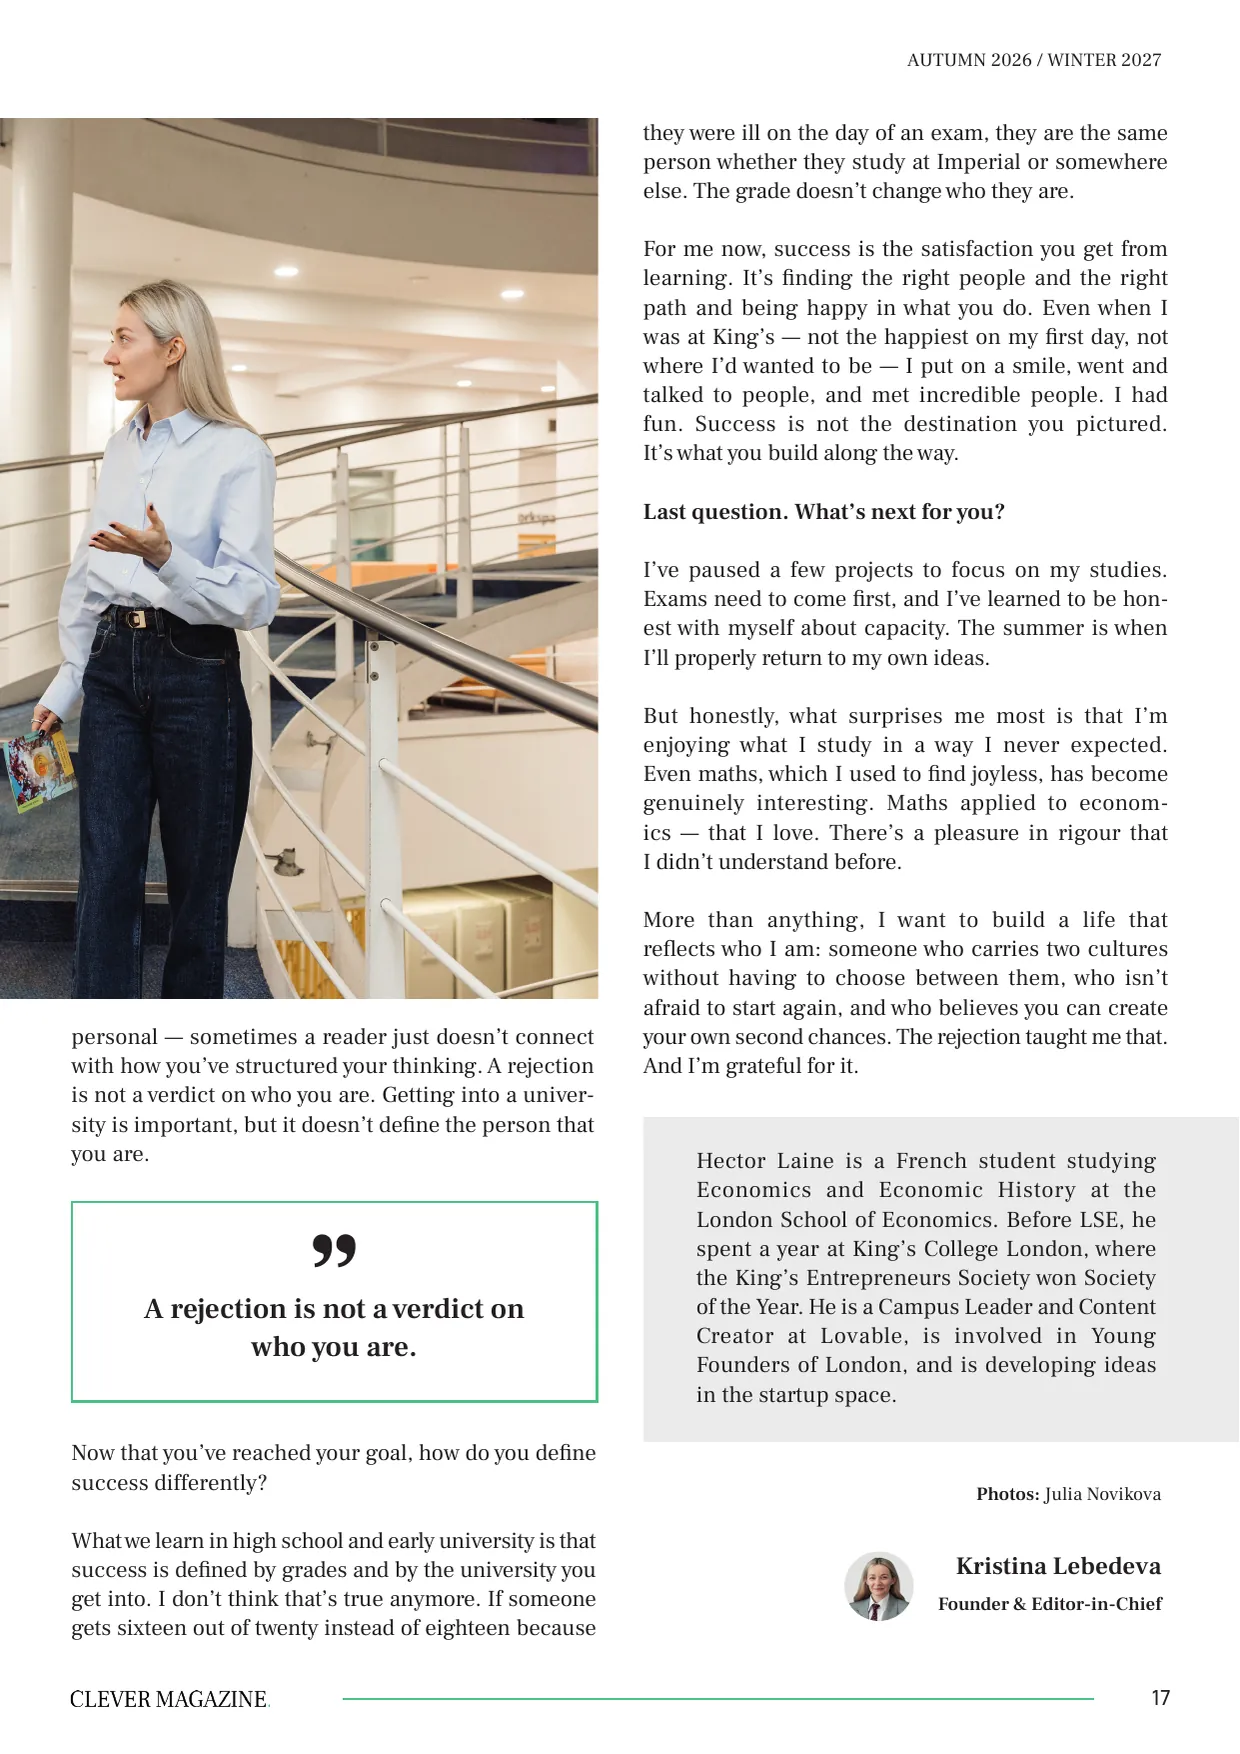 AUTUMN 2026 / WINTER 2027
personal — sometimes a reader just doesn’t connect
with how you’ve structured your thinking. A rejection
is not a verdict on who you are. Getting into a univer-
sity is important, but it doesn’t define the person that
you are.
”
A rejection is not a verdict on
who you are.
Now that you’ve reached your goal, how do you define
success differently?
What we learn in high school and early university is that
success is defined by grades and by the university you
get into. I don’t think that’s true anymore. If someone
gets sixteen out of twenty instead of eighteen because
they were ill on the day of an exam, they are the same
person whether they study at Imperial or somewhere
else. The grade doesn’t change who they are.
For me now, success is the satisfaction you get from
learning. It’s finding the right people and the right
path and being happy in what you do. Even when I
was at King’s — not the happiest on my first day, not
where I’d wanted to be — I put on a smile, went and
talked to people, and met incredible people. I had
fun. Success is not the destination you pictured.
It’s what you build along the way.
Last question. What’s next for you?
I’ve paused a few projects to focus on my studies.
Exams need to come first, and I’ve learned to be hon-
est with myself about capacity. The summer is when
I’ll properly return to my own ideas.
But honestly, what surprises me most is that I’m
enjoying what I study in a way I never expected.
Even maths, which I used to find joyless, has become
genuinely interesting. Maths applied to econom-
ics — that I love. There’s a pleasure in rigour that
I didn’t understand before.
More than anything, I want to build a life that
reflects who I am: someone who carries two cultures
without having to choose between them, who isn’t
afraid to start again, and who believes you can create
your own second chances. The rejection taught me that.
And I’m grateful for it.
Hector Laine is a French student studying
Economics and Economic History at the
London School of Economics. Before LSE, he
spent a year at King’s College London, where
the King’s Entrepreneurs Society won Society
of the Year. He is a Campus Leader and Content
Creator at Lovable, is involved in Young
Founders of London, and is developing ideas
in the startup space.
Photos: Julia Novikova
Kristina Lebedeva
Founder & Editor-in-Chief
CLEVER MAGAZINE.
17